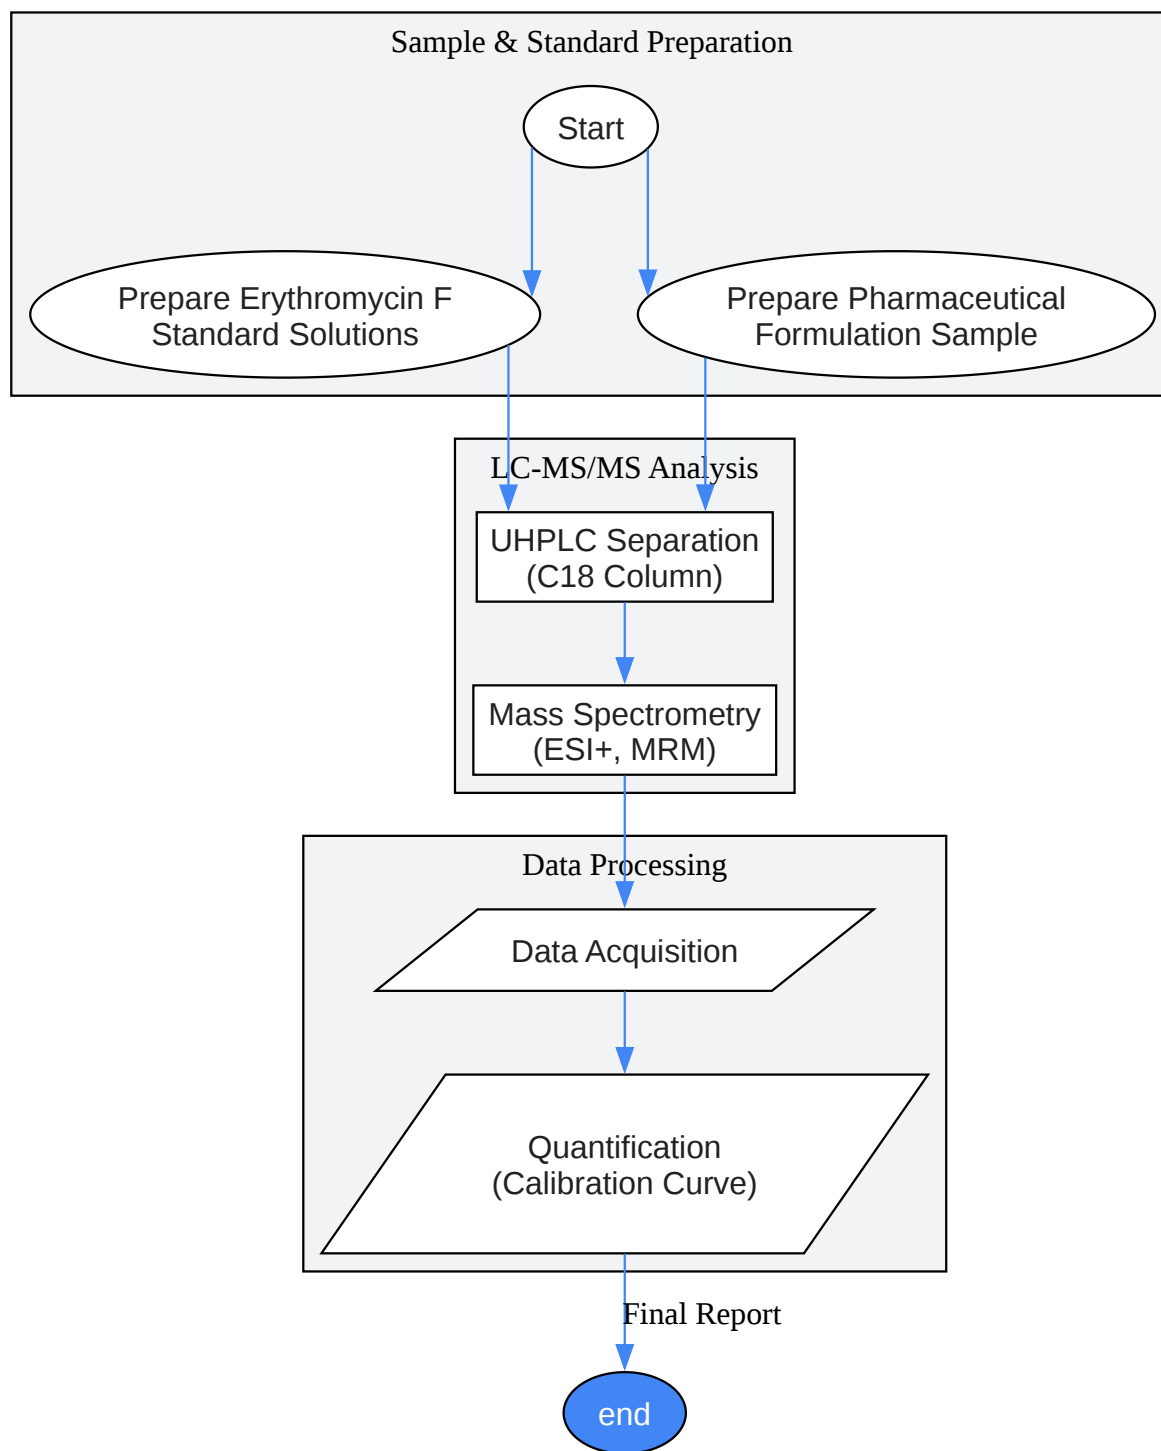 Sample & Standard Preparation
Start
Prepare Erythromycin F
Standard Solutions
Prepare Pharmaceutical
Formulation Sample
LC-MS/MS Analysis
UHPLC Separation
(C18 Column)
Mass Spectrometry
(ESI+, MRM)
Data Processing
Data Acquisition
Quantification
(Calibration Curve)
Final Report
end